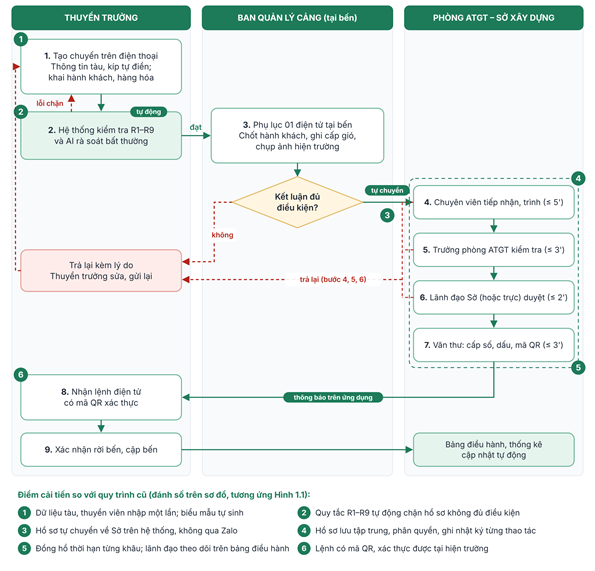 THUYỀN TRƯỞNG
BAN QUẢN LÝ CẢNG (tại bến)
PHÒNG ATGT – SỞ XÂY DỰNG
1
1. Tạo chuyến trên điện thoại
Thông tin tàu, kíp tự điền;
khai hành khách, hàng hóa
lỗi chặn
2
tự động
2. Hệ thống kiểm tra R1–R9
và AI rà soát bất thường
đạt
3. Phụ lục 01 điện tử tại bến
Chốt hành khách, ghi cấp gió,
chụp ảnh hiện trường
Kết luận đủ
điều kiện?
tự chuyển
3
không
4
4. Chuyên viên tiếp nhận, trình (≤ 5')
5. Trưởng phòng ATGT kiểm tra (≤ 3')
6. Lãnh đạo Sở (hoặc trực) duyệt (≤ 2')
7. Văn thư: cấp số, dấu, mã QR (≤ 3')
5
Trả lại kèm lý do
Thuyền trưởng sửa, gửi lại
trả lại (bước 4, 5, 6)
6
8. Nhận lệnh điện tử
có mã QR xác thực
thông báo trên ứng dụng
9. Xác nhận rời bến, cập bến
Bảng điều hành, thống kê
cập nhật tự động
Điểm cải tiến so với quy trình cũ (đánh số trên sơ đồ, tương ứng Hình 1.1):
1 Dữ liệu tàu, thuyền viên nhập một lần; biểu mẫu tự sinh
2 Quy tắc R1–R9 tự động chặn hồ sơ không đủ điều kiện
3 Hồ sơ tự chuyển về Sở trên hệ thống, không qua Zalo
4 Hồ sơ lưu tập trung, phân quyền, ghi nhật ký từng thao tác
5 Đồng hồ thời hạn từng khâu; lãnh đạo theo dõi trên bảng điều hành
6 Lệnh có mã QR, xác thực được tại hiện trường